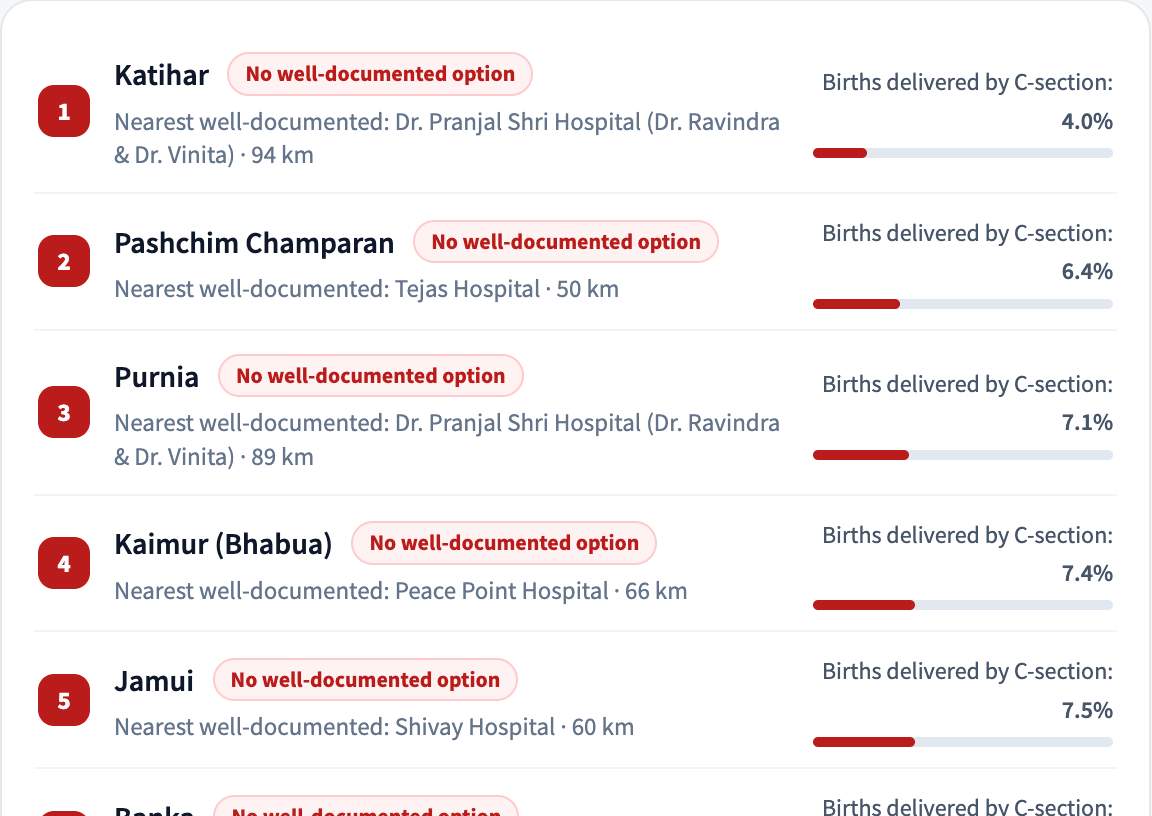 1
Katihar
No well-documented option
Nearest well-documented: Dr. Pranjal Shri Hospital (Dr. Ravindra
& Dr. Vinita) · 94 km
Births delivered by C-section:
4.0%
2
Pashchim Champaran
No well-documented option
Nearest well-documented: Tejas Hospital · 50 km
Births delivered by C-section:
6.4%
3
Purnia
No well-documented option
Nearest well-documented: Dr. Pranjal Shri Hospital (Dr. Ravindra
& Dr. Vinita) · 89 km
Births delivered by C-section:
7.1%
4
Kaimur (Bhabua)
No well-documented option
Nearest well-documented: Peace Point Hospital · 66 km
Births delivered by C-section:
7.4%
5
Jamui
No well-documented option
Nearest well-documented: Shivay Hospital · 60 km
Births delivered by C-section:
7.5%
Banka
No well-documented option
Births delivered by C-section: